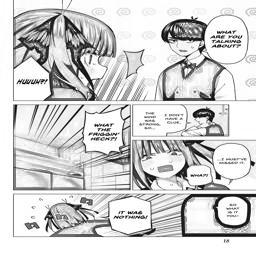 WHAT
ARE YOU
TALKING
ABOUT?
HUUUH?!
I DON'T
HAVE A
CLUE.
THE WIND
WAS
STRONG,
SO...
WHAT
THE
FRIGGIN'
HECK?!
...I MUST'VE
MISSED IT.
WHAT?!
IT WAS
NOTHING!
SO
WHAT
IS IT
YOU...
18